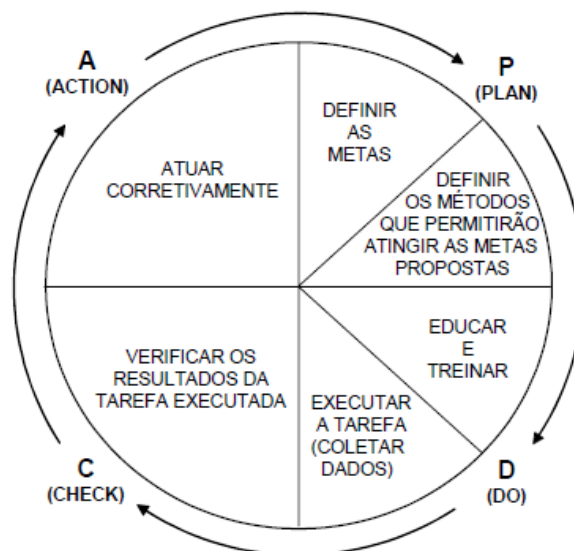 A
(ACTION)
P
(PLAN)
DEFINIR
AS
METAS
DEFINIR
OS MÉTODOS
QUE PERMITIRÃO
ATINGIR AS METAS
PROPOSTAS
EDUCAR
E
TREINAR
D
(DO)
EXECUTAR
A TAREFA
(COLETAR
DADOS)
C
(CHECK)
VERIFICAR OS
RESULTADOS DA
TAREFA EXECUTADA
ATUAR
CORRETIVAMENTE